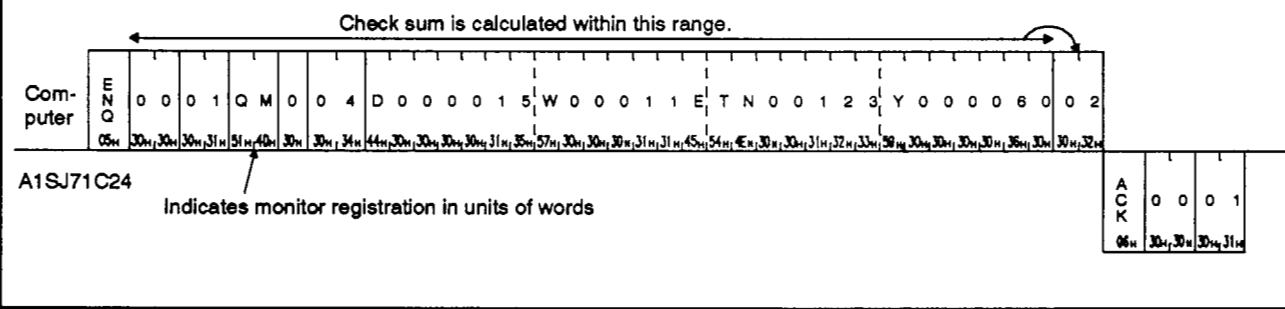 Check sum is calculated within this range.
Com-
puter
ENQ 0 0 0 1 Q M 0 0 4 D 0 0 0 0 1 5 W 0 0 0 1 1 E T N 0 0 1 2 3 Y 0 0 0 0 6 0 0 2
05H 30H,30H 30H,31H 51H,4DH 30H 30H,34H 44H,30H,30H,30H,30H,31H,35H 57H,30H,30H,30H,31H,31H,45H 54H,4EH,30H,30H,31H,32H,33H 59H,30H,30H,30H,30H,36H,30H 30H,32H
A1SJ71C24
Indicates monitor registration in units of words
ACK 0 0 0 1
06H 30H,30H 30H,31H